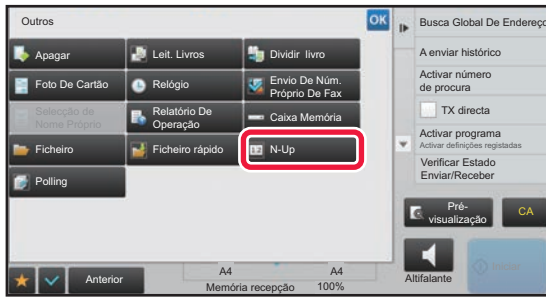 Outros
OK
Apagar
Leit. Livros
Dividir livro
Foto De Cartão
Relógio
Envio De Núm.
Próprio De Fax
Selecção de
Nome Próprio
Relatório De
Operação
Caixa Memória
Ficheiro
Ficheiro rápido
N-Up
Polling
Anterior
A4
A4
Memória recepção
100%
Busca Global De Endereço
A enviar histórico
Activar número
de procura
TX directa
Activar programa
Activar definições registadas
Verificar Estado
Enviar/Receber
Pré-
visualização
CA
Altifalante